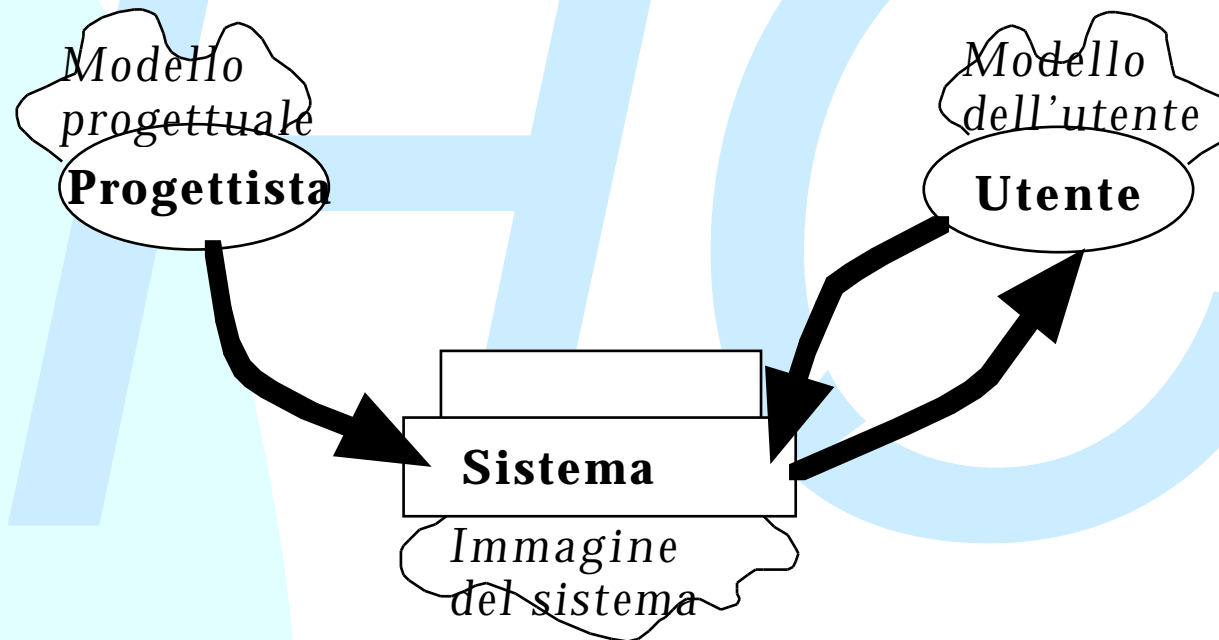 Modello
progettuale
Progettista
Modello
dell'utente
Utente
Sistema
Immagine
del sistema